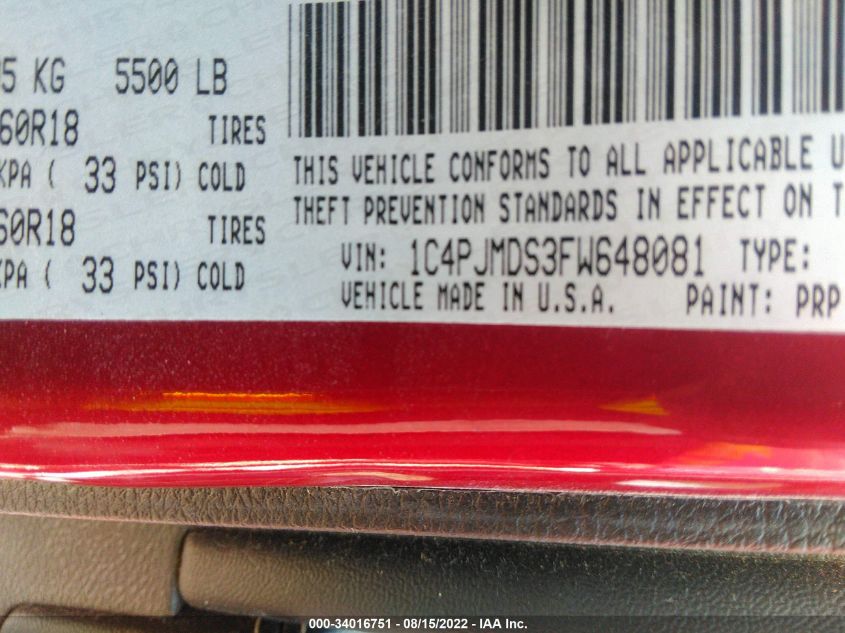 5 KG 5500 LB
60R18 TIRES
KPA ( 33 PSI) COLD
60R18 TIRES
KPA ( 33 PSI) COLD
THIS VEHICLE CONFORMS TO ALL APPLICABLE U
THEFT PREVENTION STANDARDS IN EFFECT ON T
VIN: 1C4PJMDS3FW648081 TYPE:
VEHICLE MADE IN U.S.A. PAINT: PRP
000-34016751 - 08/15/2022 - IAA Inc.